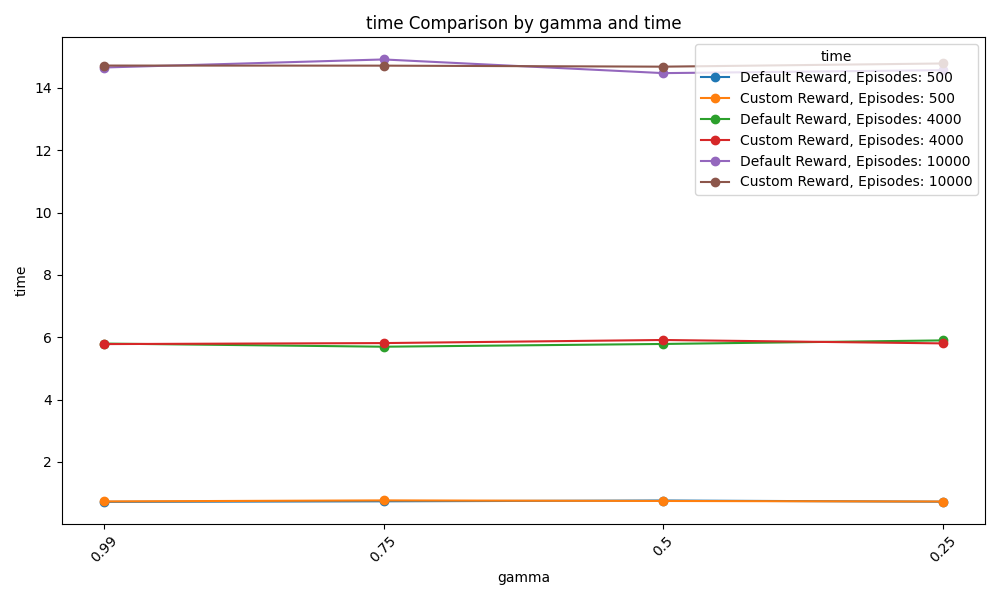 time Comparison by gamma and time
time
Default Reward, Episodes: 500
Custom Reward, Episodes: 500
Default Reward, Episodes: 4000
Custom Reward, Episodes: 4000
Default Reward, Episodes: 10000
Custom Reward, Episodes: 10000
14
12
10
8
6
4
2
time
0.99
0.75
0.5
0.25
gamma